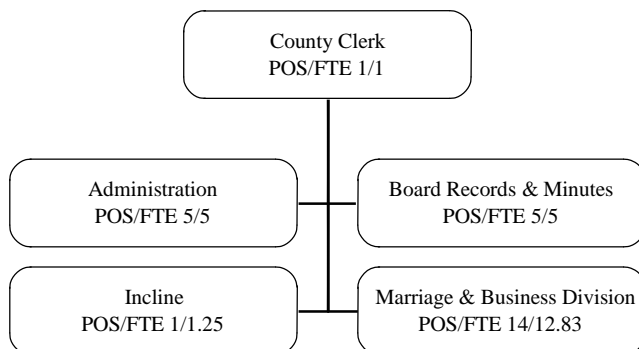 County Clerk
POS/FTE 1/1
Administration
POS/FTE 5/5
Board Records & Minutes
POS/FTE 5/5
Incline
POS/FTE 1/1.25
Marriage & Business Division
POS/FTE 14/12.83